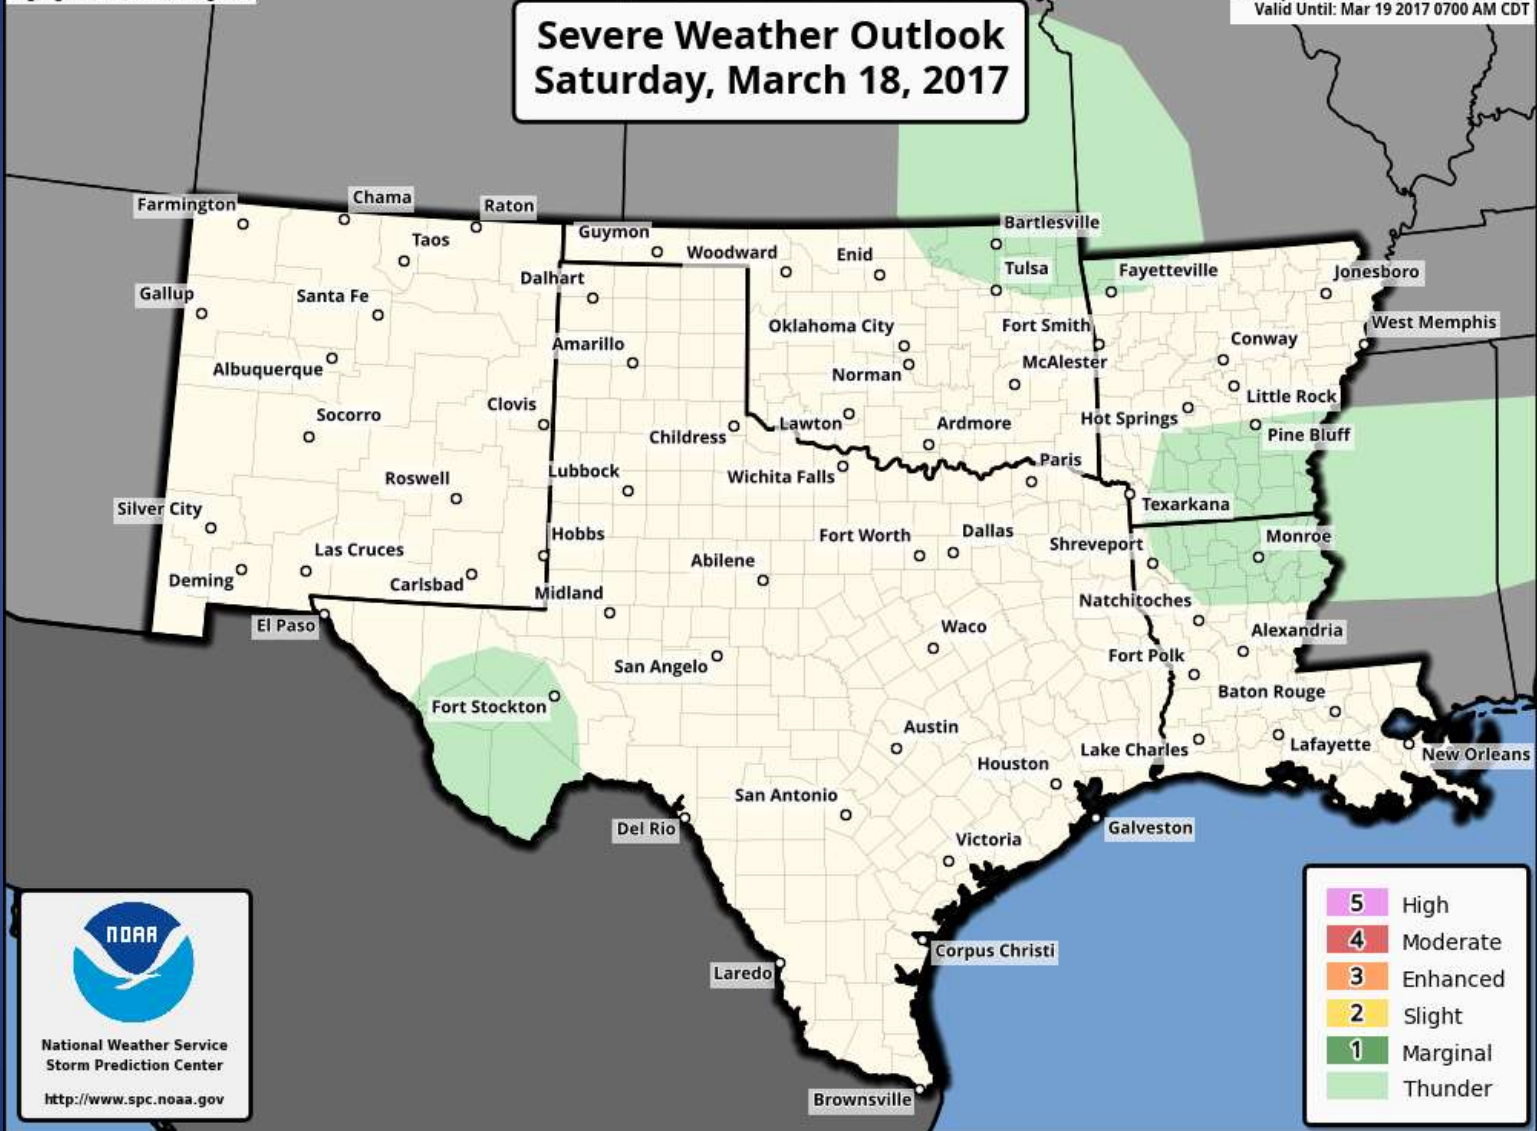 Valid Until: Mar 19 2017 0700 AM CDT
Severe Weather Outlook
Saturday, March 18, 2017
Farmington
Chama
Raton
Taos
Guymon
Woodward
Enid
Bartlesville
Tulsa
Fayetteville
Jonesboro
Gallup
Santa Fe
Dalhart
Oklahoma City
Fort Smith
West Memphis
Albuquerque
Amarillo
Norman
McAlester
Conway
Little Rock
Socorro
Clovis
Childress
Lawton
Ardmore
Hot Springs
Pine Bluff
Roswell
Lubbock
Wichita Falls
Paris
Texarkana
Silver City
Las Cruces
Hobbs
Abilene
Fort Worth
Dallas
Shreveport
Monroe
Deming
Carlsbad
Midland
Natchitoches
El Paso
San Angelo
Waco
Fort Polk
Alexandria
Fort Stockton
Austin
Baton Rouge
Houston
Lake Charles
Lafayette
New Orleans
San Antonio
Del Rio
Victoria
Galveston
Corpus Christi
Laredo
Brownsville
NOAA
National Weather Service
Storm Prediction Center
http://www.spc.noaa.gov
5 High
4 Moderate
3 Enhanced
2 Slight
1 Marginal
Thunder